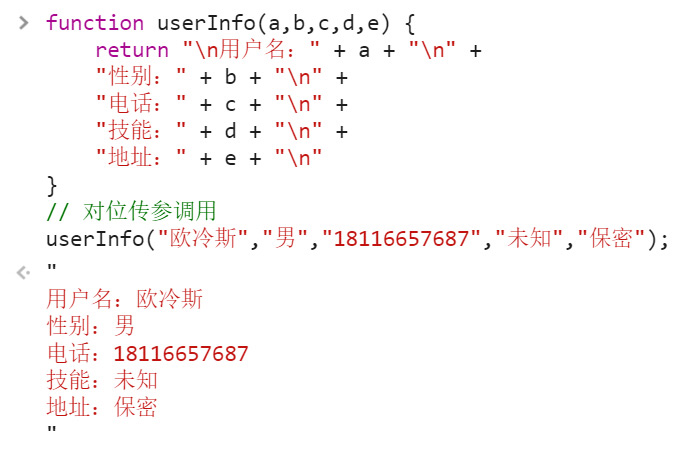 function userInfo(a,b,c,d,e) {
    return "\n用户名：" + a + "\n" +
    "性别：" + b + "\n" +
    "电话：" + c + "\n" +
    "技能：" + d + "\n" +
    "地址：" + e + "\n"
}
// 对位传参调用
userInfo("欧冷斯","男","18116657687","未知","保密");
"
用户名：欧冷斯
性别：男
电话：18116657687
技能：未知
地址：保密
"